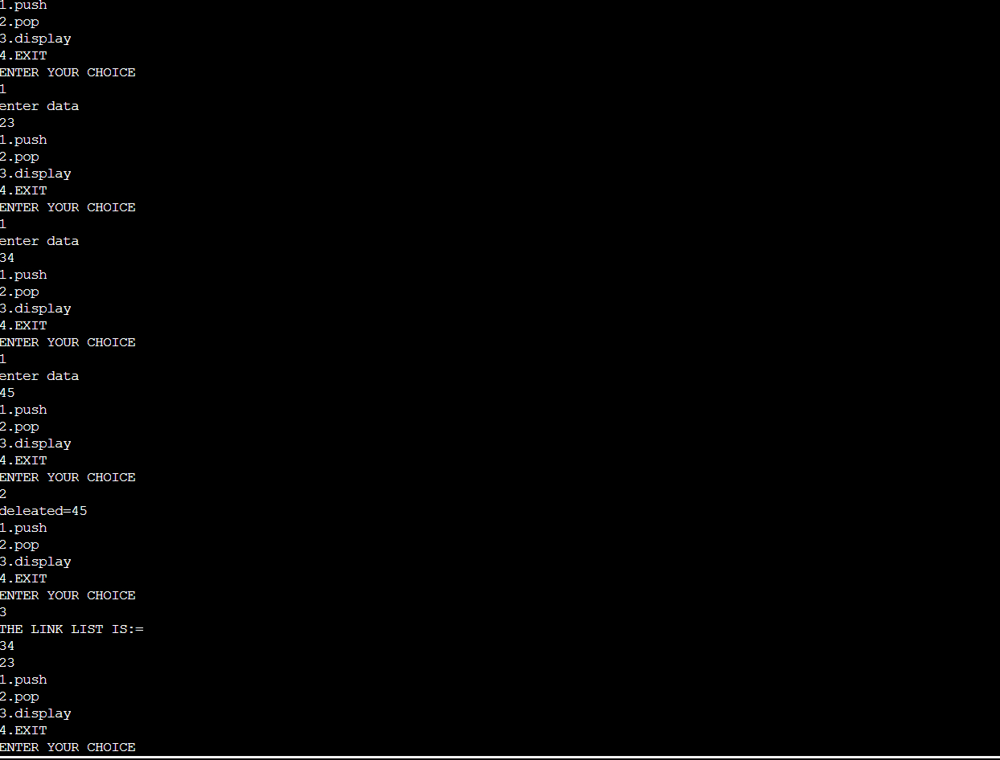 1.push
2.pop
3.display
4.EXIT
ENTER YOUR CHOICE
1
enter data
23
1.push
2.pop
3.display
4.EXIT
ENTER YOUR CHOICE
1
enter data
34
1.push
2.pop
3.display
4.EXIT
ENTER YOUR CHOICE
1
enter data
45
1.push
2.pop
3.display
4.EXIT
ENTER YOUR CHOICE
2
deleated=45
1.push
2.pop
3.display
4.EXIT
ENTER YOUR CHOICE
3
THE LINK LIST IS:=
34
23
1.push
2.pop
3.display
4.EXIT
ENTER YOUR CHOICE